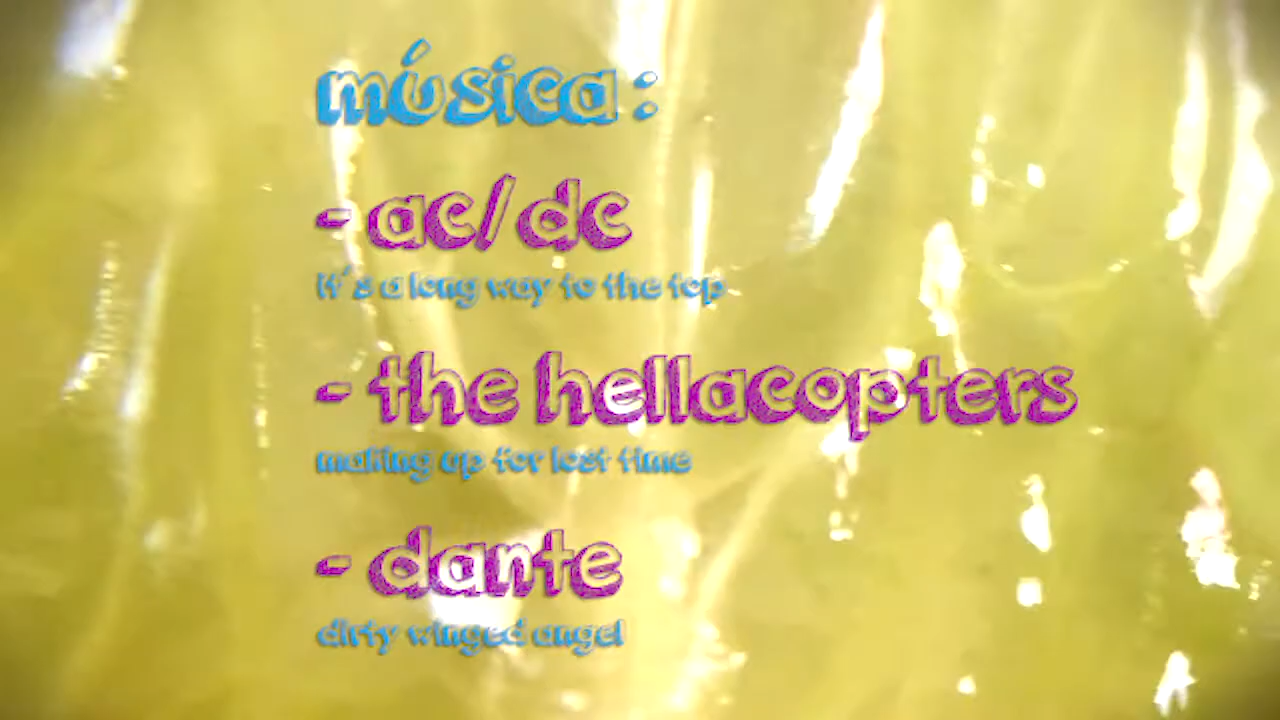 música:
- ac/dc
it's a long way to the top
- the hellacopters
making up for lost time
- dante
dirty winged angel